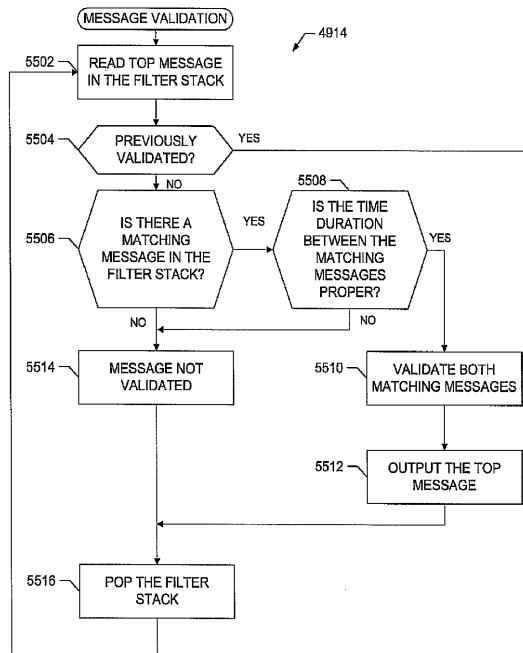 MESSAGE VALIDATION
4914
5502
READ TOP MESSAGE
IN THE FILTER STACK
5504
PREVIOUSLY
VALIDATED?
YES
NO
5506
IS THERE A
MATCHING
MESSAGE IN THE
FILTER STACK?
YES
5508
IS THE TIME
DURATION
BETWEEN THE
MATCHING
MESSAGES
PROPER?
YES
NO
NO
5514
MESSAGE NOT
VALIDATED
5510
VALIDATE BOTH
MATCHING MESSAGES
5512
OUTPUT THE TOP
MESSAGE
5516
POP THE FILTER
STACK